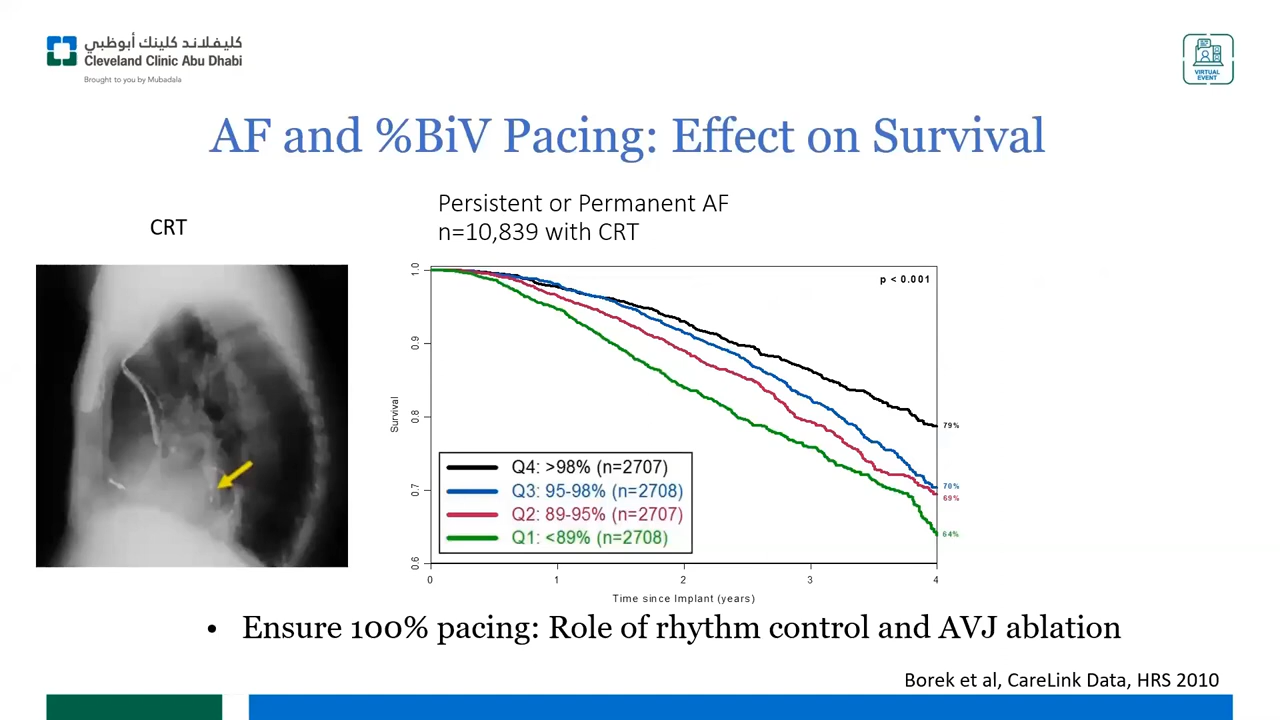 كليفلاند كلينك أبوظبي
Cleveland Clinic Abu Dhabi
Brought to you by Mubadala
VIRTUAL
EVENT
AF and %BiV Pacing: Effect on Survival
CRT
Persistent or Permanent AF
n=10,839 with CRT
p < 0.001
1.0
0.9
0.8
0.7
0.6
Survival
79%
70%
69%
64%
Q4: >98% (n=2707)
Q3: 95-98% (n=2708)
Q2: 89-95% (n=2707)
Q1: <89% (n=2708)
0 1 2 3 4
Time since Implant (years)
• Ensure 100% pacing: Role of rhythm control and AVJ ablation
Borek et al, CareLink Data, HRS 2010